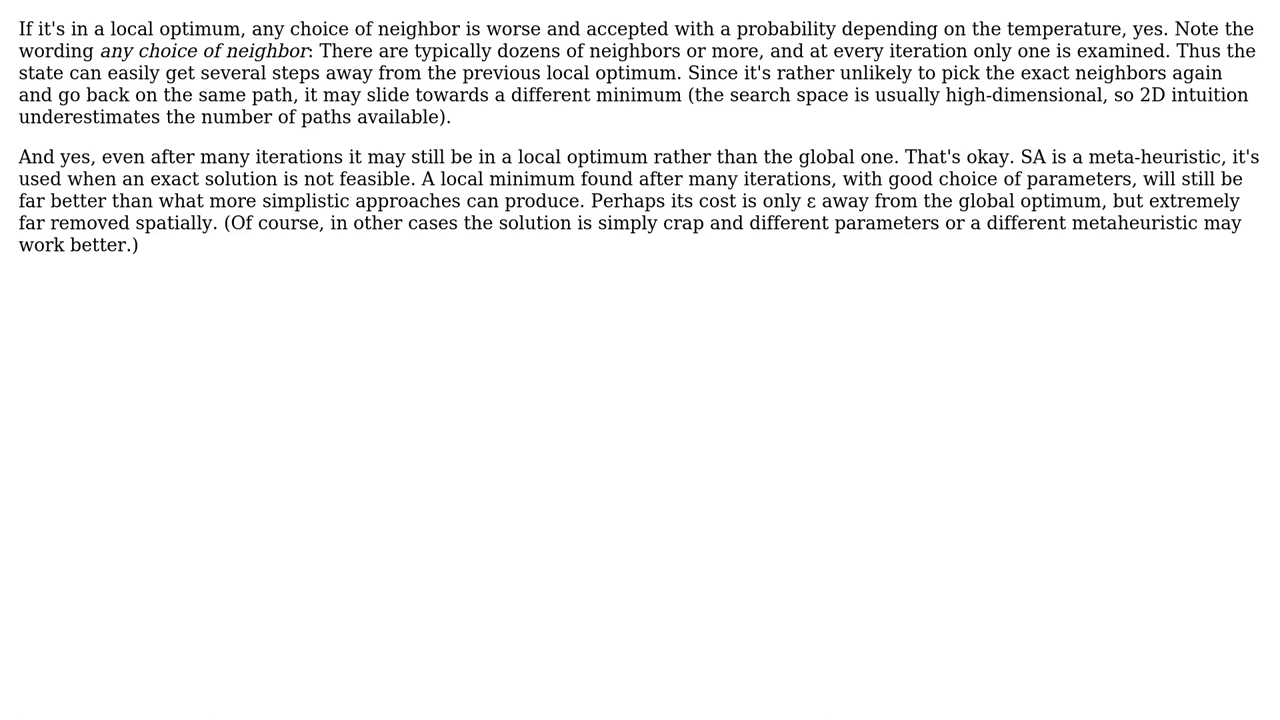 If it's in a local optimum, any choice of neighbor is worse and accepted with a probability depending on the temperature, yes. Note the
wording any choice of neighbor: There are typically dozens of neighbors or more, and at every iteration only one is examined. Thus the
state can easily get several steps away from the previous local optimum. Since it's rather unlikely to pick the exact neighbors again
and go back on the same path, it may slide towards a different minimum (the search space is usually high-dimensional, so 2D intuition
underestimates the number of paths available).
And yes, even after many iterations it may still be in a local optimum rather than the global one. That's okay. SA is a meta-heuristic, it's
used when an exact solution is not feasible. A local minimum found after many iterations, with good choice of parameters, will still be
far better than what more simplistic approaches can produce. Perhaps its cost is only ε away from the global optimum, but extremely
far removed spatially. (Of course, in other cases the solution is simply crap and different parameters or a different metaheuristic may
work better.)